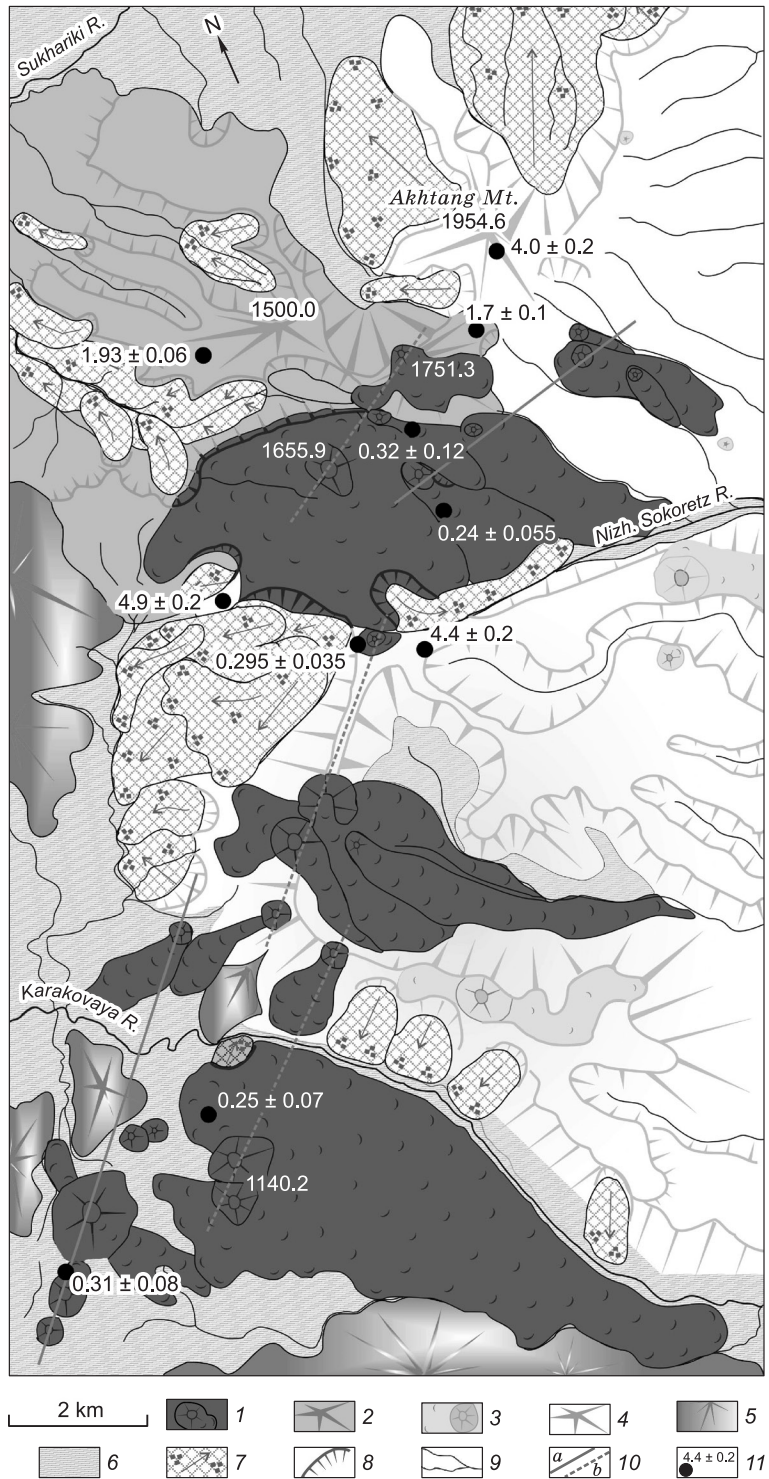 Sukhariki R.
N
Akhtang Mt.
1954.6
4.0 ± 0.2
1500.0
1.7 ± 0.1
1.93 ± 0.06
1751.3
1655.9
0.32 ± 0.12
Nizh. Sokoretz R.
0.24 ± 0.055
4.9 ± 0.2
4.4 ± 0.2
0.295 ± 0.035
Karakovaya R.
0.25 ± 0.07
1140.2
0.31 ± 0.08
2 km
1
2
3
4
5
6
7
8
9
a
b
10
4.4 ± 0.2
11